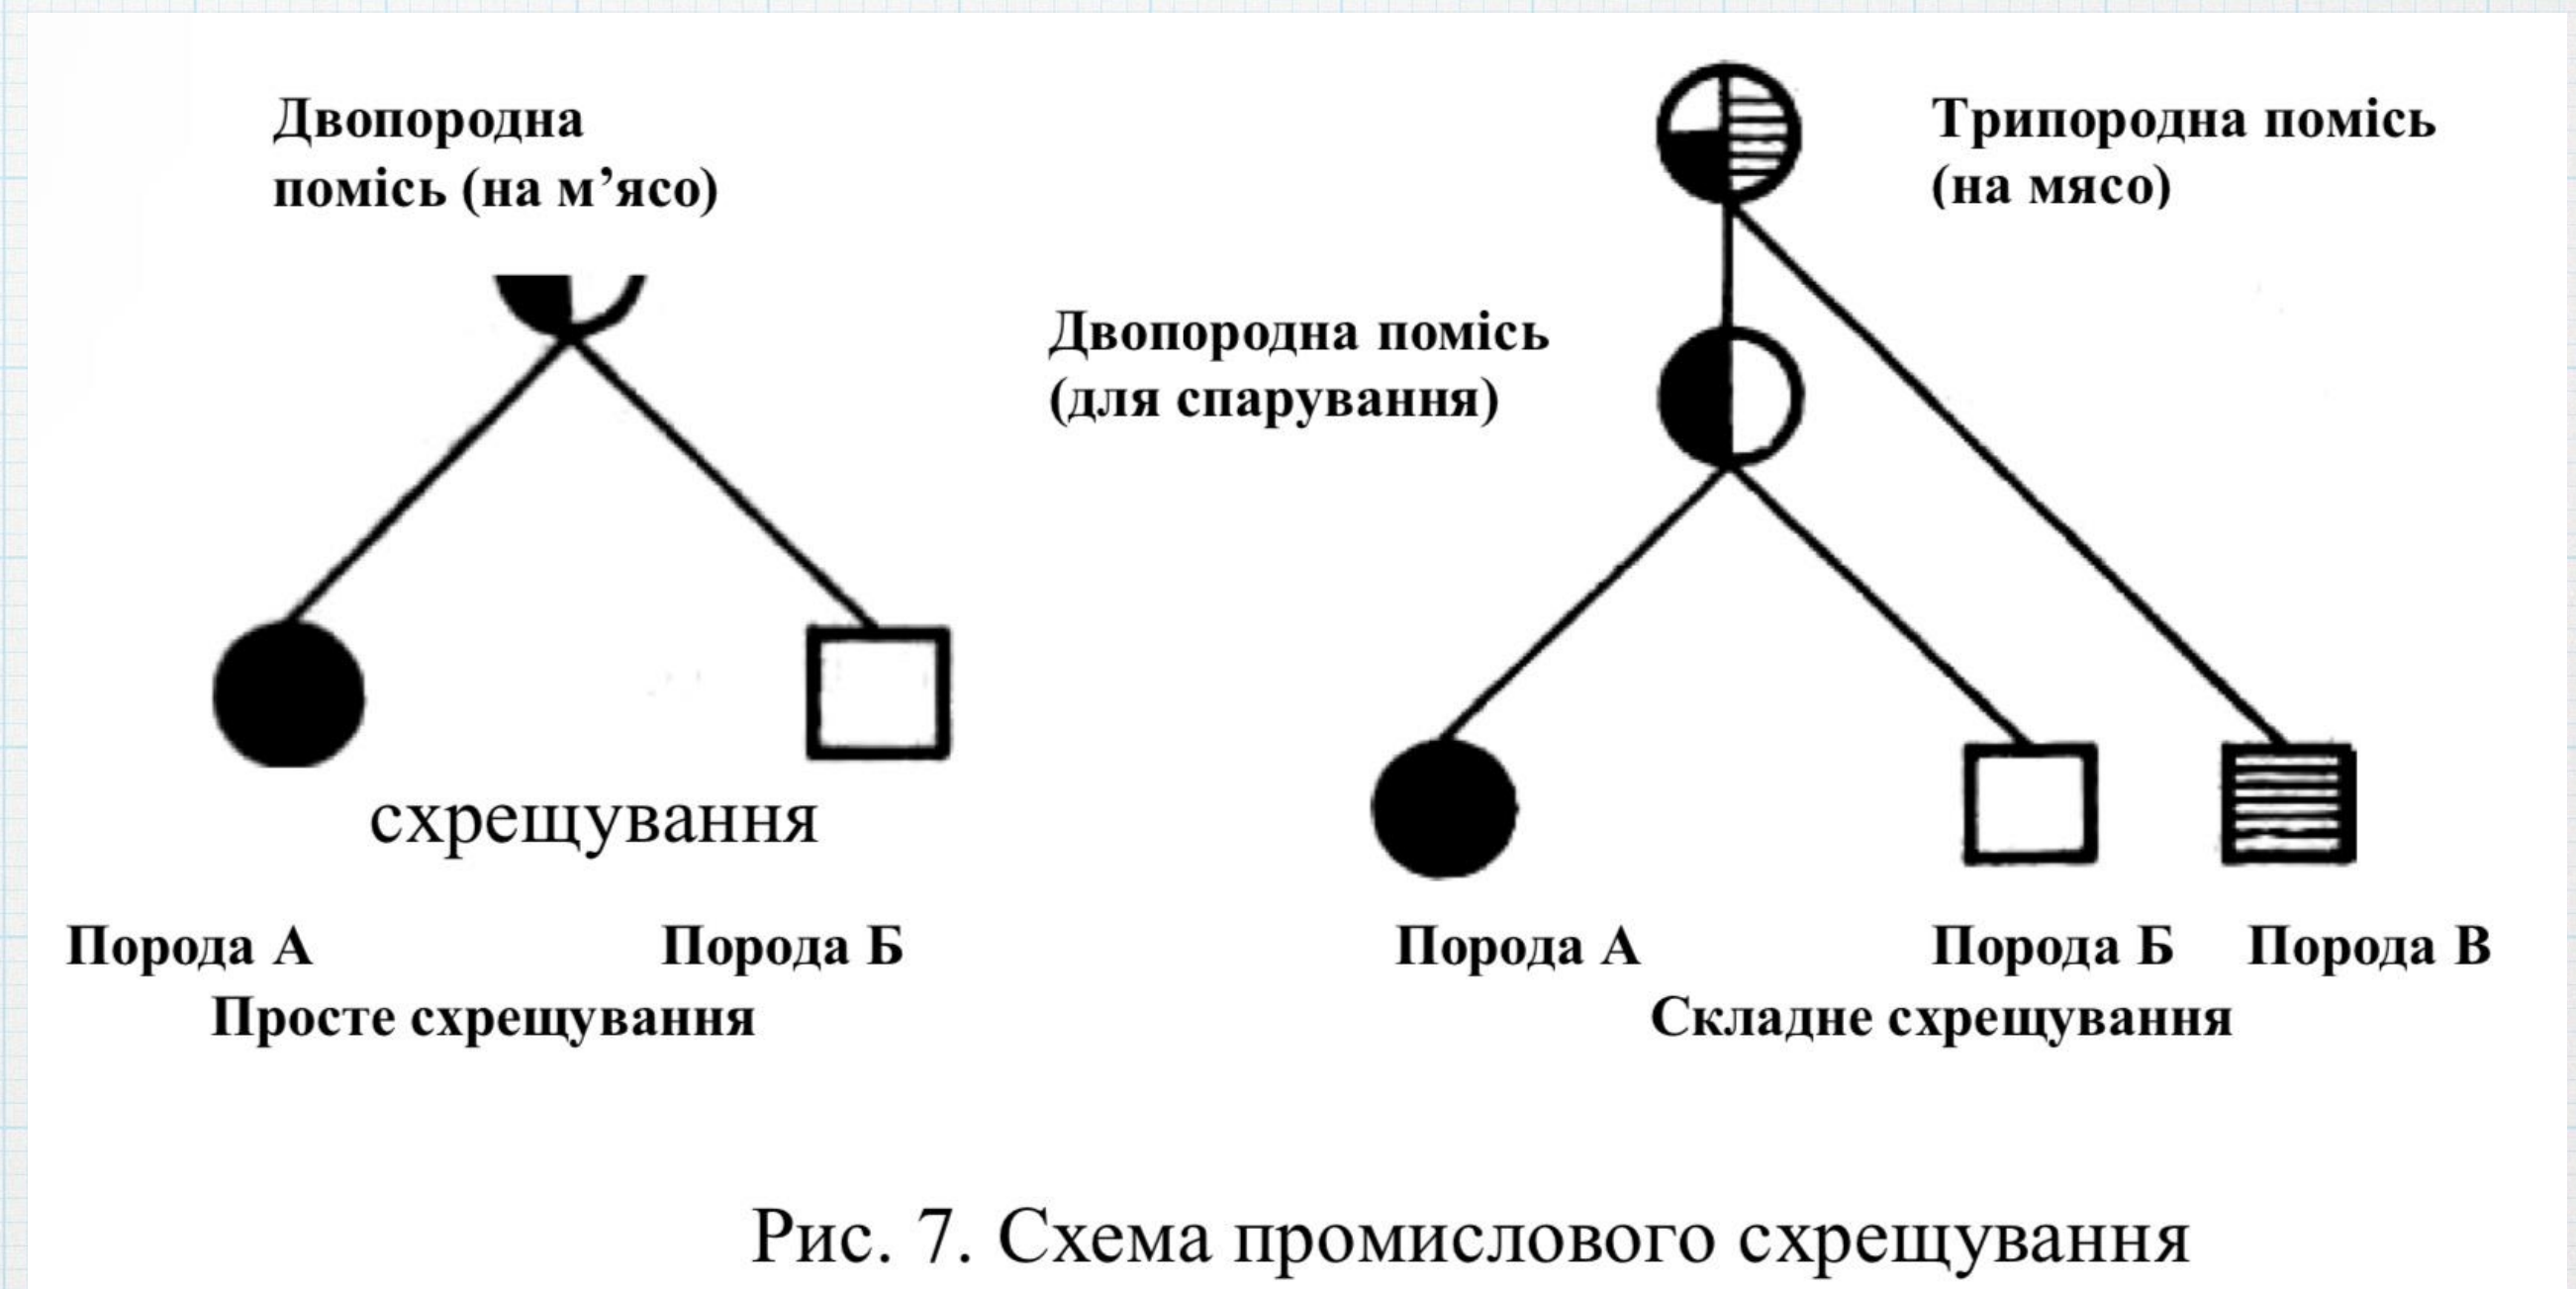 Двопородна
помісь (на м’ясо)
Трипородна помісь
(на мясо)
Двопородна помісь
(для спарування)
схрещування
Порода А
Порода Б
Просте схрещування
Порода А
Порода Б
Порода В
Складне схрещування
Рис. 7. Схема промислового схрещування